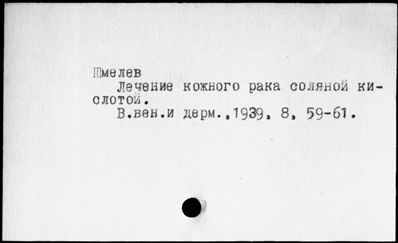 Шмелев
Лечение кожного рака соляной ки-
слотой.
В.вен.и дерм.,1939, 8, 59-61.